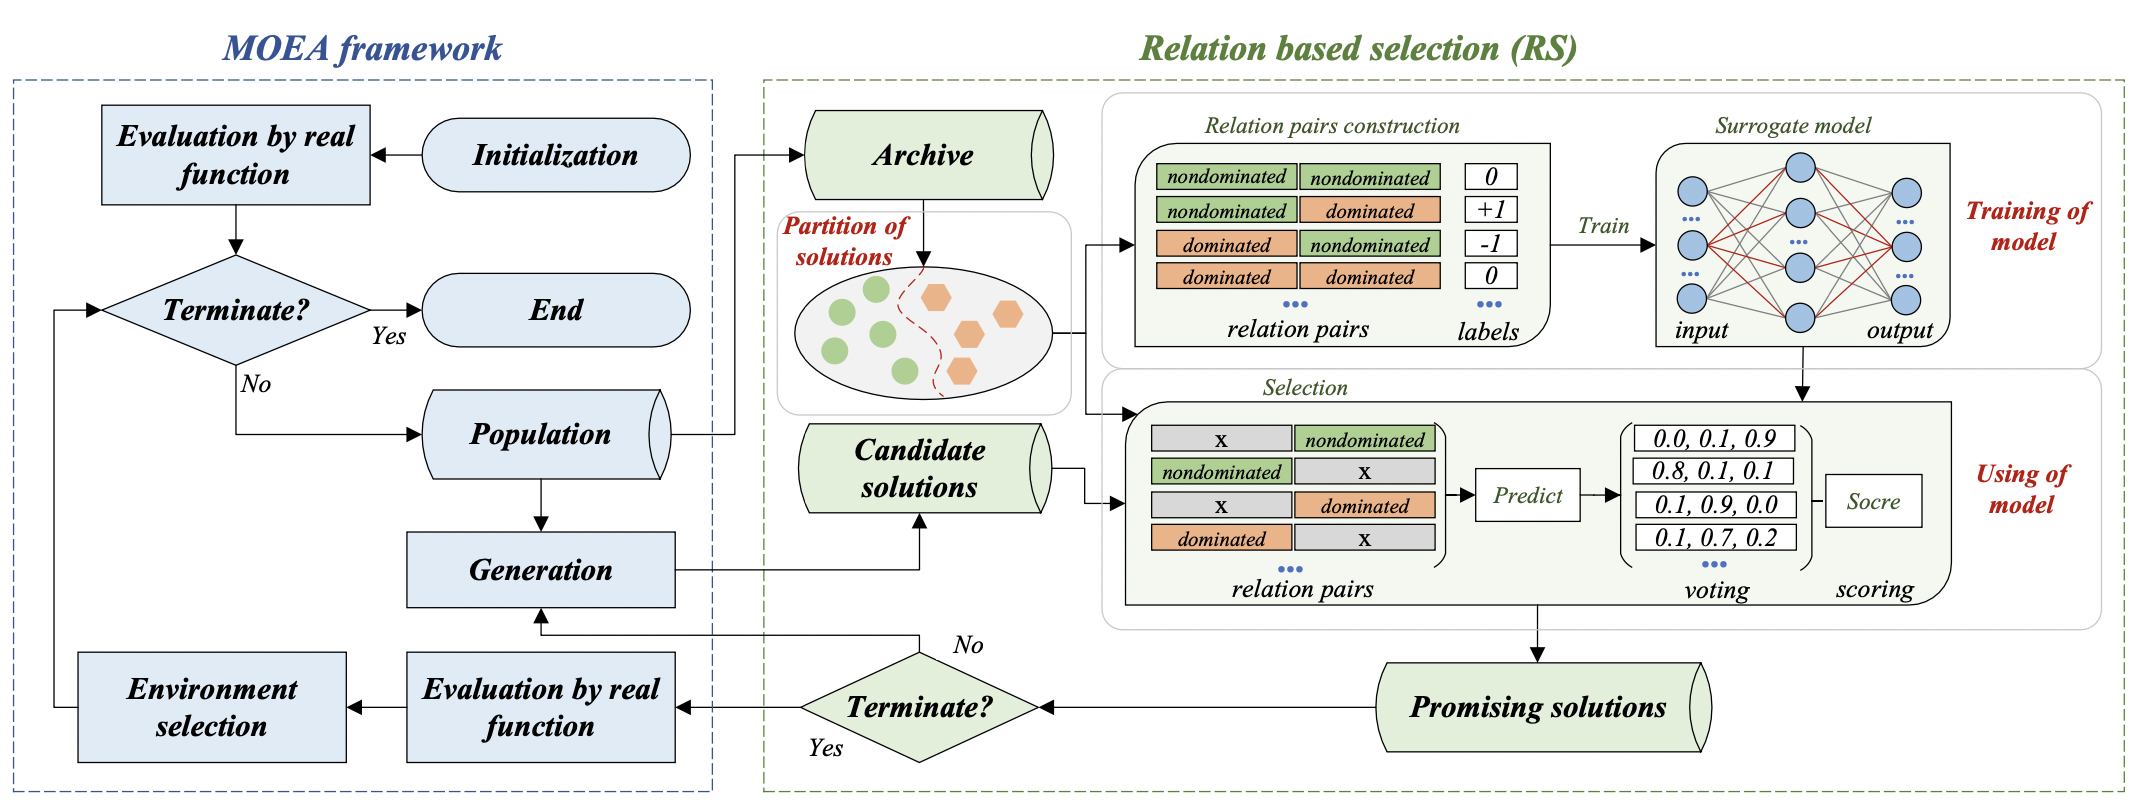 MOEA framework
Evaluation by real
function
Initialization
Terminate?
Yes
End
No
Population
Generation
Environment
selection
Evaluation by real
function
Relation based selection (RS)
Archive
Partition of
solutions
Candidate
solutions
Relation pairs construction
nondominated nondominated 0
nondominated dominated +1
dominated nondominated -1
dominated dominated 0
... ...
relation pairs labels
Train
Surrogate model
... ... ...
... ...
input output
Training of
model
Selection
x nondominated
nondominated x
x dominated
dominated x
...
relation pairs
Predict
0.0, 0.1, 0.9
0.8, 0.1, 0.1
0.1, 0.9, 0.0
0.1, 0.7, 0.2
...
voting
Socre
scoring
Using of
model
Promising solutions
Terminate?
No
Yes